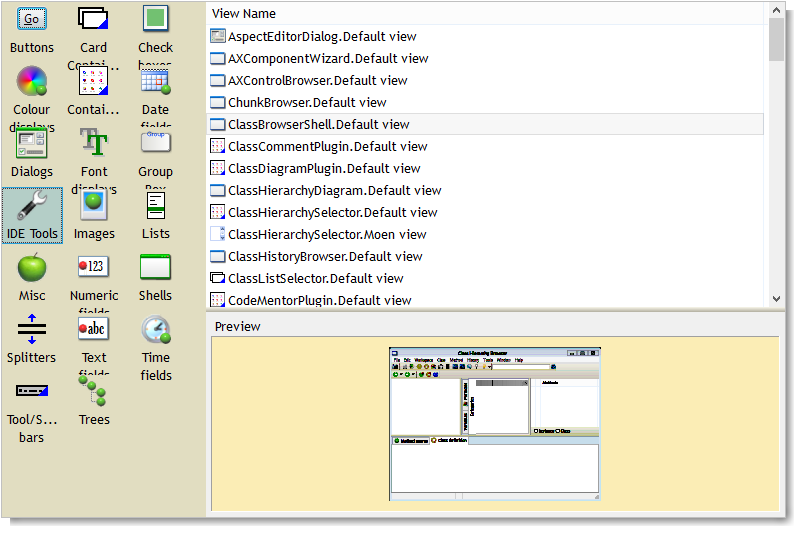 Go
Buttons
Card
Contai...
Check
boxes
Colour
displays
Contai...
Date
fields
Dialogs
Font
displays
Group
Group
Box
IDE Tools
Images
Lists
Misc
123
Numeric
fields
Shells
Splitters
abc
Text
fields
Time
fields
Tool/S...
bars
Trees
View Name
AspectEditorDialog.Default view
AXComponentWizard.Default view
AXControlBrowser.Default view
ChunkBrowser.Default view
ClassBrowserShell.Default view
ClassCommentPlugin.Default view
ClassDiagramPlugin.Default view
ClassHierarchyDiagram.Default view
ClassHierarchySelector.Default view
ClassHierarchySelector.Moen view
ClassHistoryBrowser.Default view
ClassListSelector.Default view
CodeMentorPlugin.Default view
Preview
Class Hierarchy Browser
File Edit Workspace Class Method History Tools Window Help
Categories
Methods
Instance Class
Method source Class definition